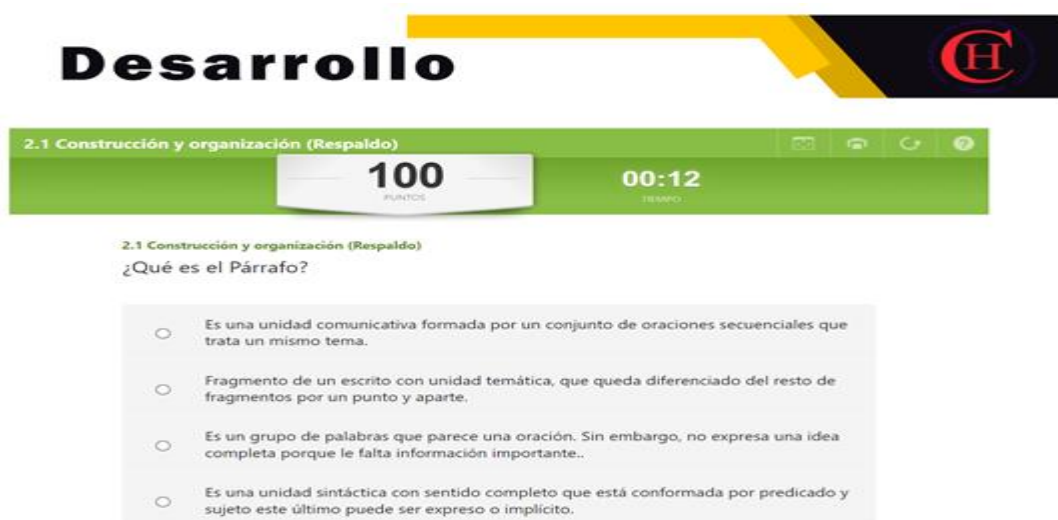 Desarrollo
CH
2.1 Construcción y organización (Respaldo)
100
PUNTOS
00:12
TIEMPO
2.1 Construcción y organización (Respaldo)
¿Qué es el Párrafo?
Es una unidad comunicativa formada por un conjunto de oraciones secuenciales que
trata un mismo tema.
Fragmento de un escrito con unidad temática, que queda diferenciado del resto de
fragmentos por un punto y aparte.
Es un grupo de palabras que parece una oración. Sin embargo, no expresa una idea
completa porque le falta información importante..
Es una unidad sintáctica con sentido completo que está conformada por predicado y
sujeto este último puede ser expreso o implícito.